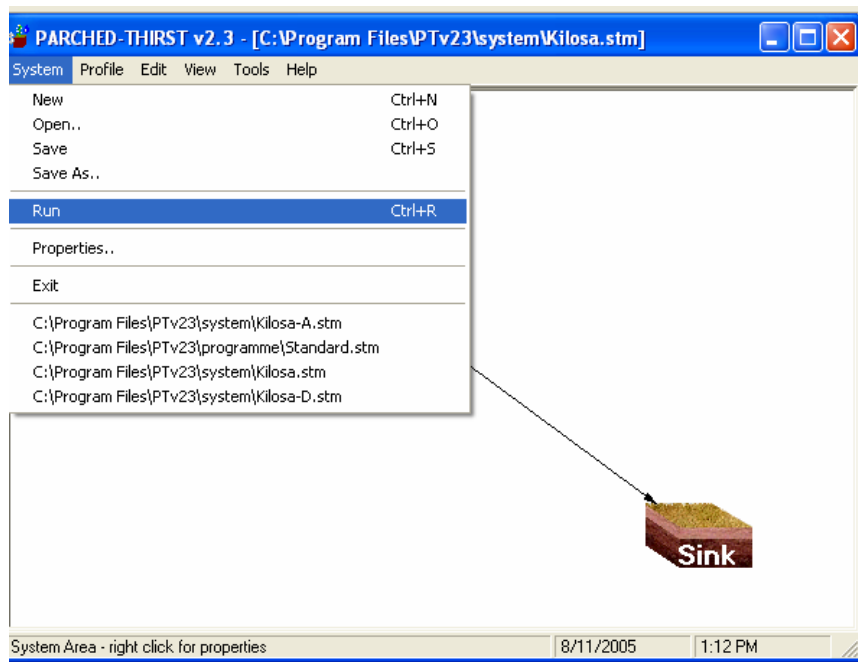 PARCHED-THIRST v2.3 - [C:\Program Files\PTv23\system\Kilosa.stm]
System Profile Edit View Tools Help
New Ctrl+N
Open.. Ctrl+O
Save Ctrl+S
Save As..
Run Ctrl+R
Properties..
Exit
C:\Program Files\PTv23\system\Kilosa-A.stm
C:\Program Files\PTv23\programme\Standard.stm
C:\Program Files\PTv23\system\Kilosa.stm
C:\Program Files\PTv23\system\Kilosa-D.stm
Sink
System Area - right click for properties 8/11/2005 1:12 PM